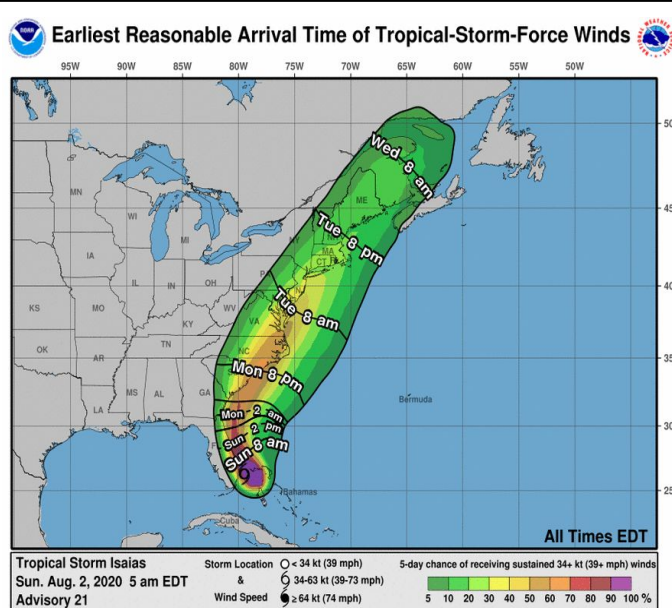 NOAA
Earliest Reasonable Arrival Time of Tropical-Storm-Force Winds
95W 90W 85W 80W 75W 70W 65W 60W 55W 50W
50
45
40
35
30
25
Wed 8 am
Tue 8 pm
Tue 8 am
Mon 8 pm
Mon 2 am
Sun 2 pm
Sun 8 am
MN
WI
MI
IA
IL
IN
OH
KS
MO
KY
WV
VA
OK
AR
TN
NC
MS
AL
GA
LA
NY
ME
MA
CT
Bermuda
Bahamas
Cuba
All Times EDT
Tropical Storm Isaias
Sun. Aug. 2, 2020 5 am EDT
Advisory 21
Storm Location
&
Wind Speed
< 34 kt (39 mph)
34-63 kt (39-73 mph)
≥ 64 kt (74 mph)
5-day chance of receiving sustained 34+ kt (39+ mph) winds
5 10 20 30 40 50 60 70 80 90 100 %